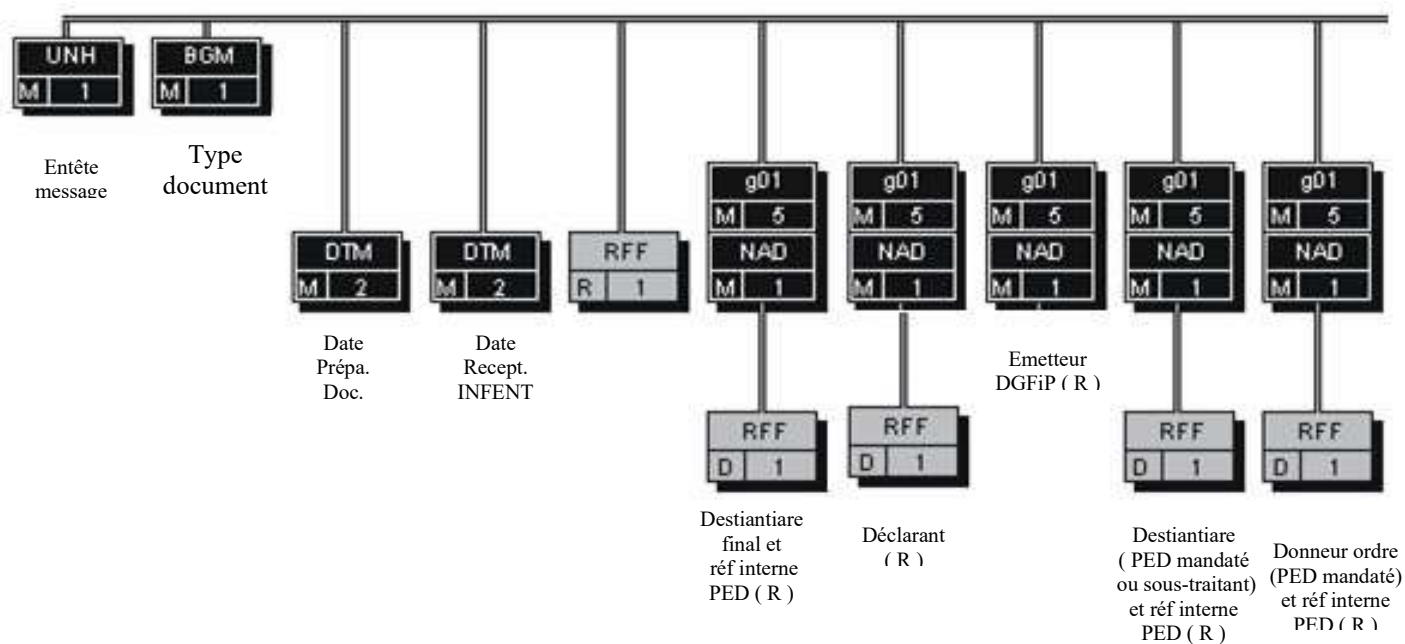 UNH
M 1
Entête
message
BGM
M 1
Type
document
DTM
M 2
Date
Prépa.
Doc.
DTM
M 2
Date
Recept.
INFENT
RFF
R 1
g01
M 5
NAD
M 1
RFF
D 1
Destiantiare
final et
réf interne
PED ( R )
g01
M 5
NAD
M 1
RFF
D 1
Déclarant
( R )
g01
M 5
NAD
M 1
Emetteur
DGFiP ( R )
g01
M 5
NAD
M 1
RFF
D 1
Destiantiare
( PED mandaté
ou sous-traitant)
et réf interne
PED ( R )
g01
M 5
NAD
M 1
RFF
D 1
Donneur ordre
(PED mandaté)
et réf interne
PED ( R )